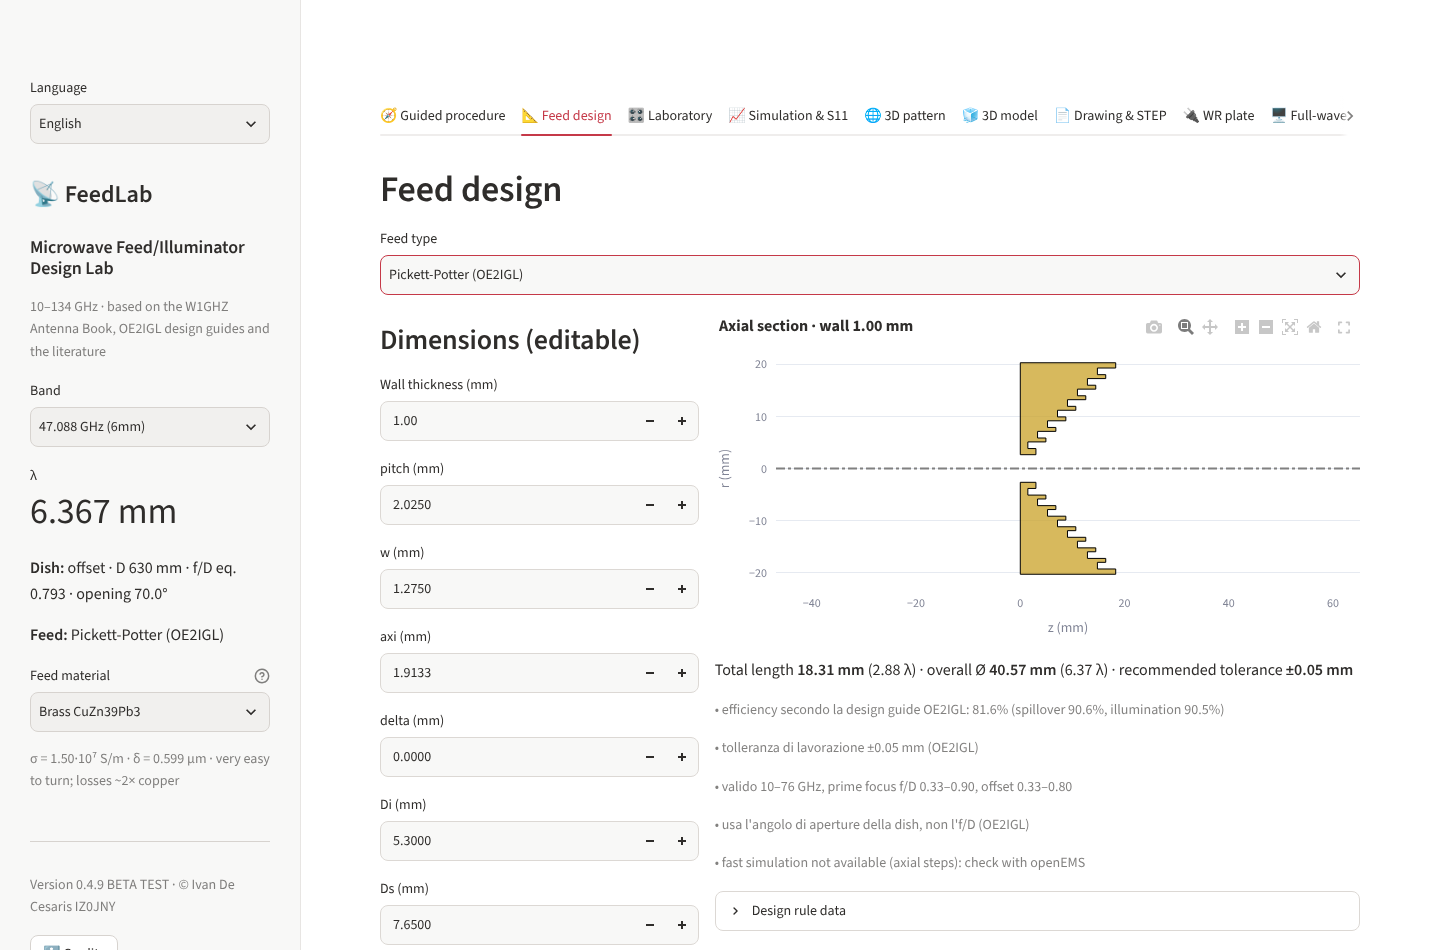 Language
English
📡 FeedLab
Microwave Feed/Illuminator
Design Lab
10–134 GHz · based on the W1GHZ
Antenna Book, OE2IGL design guides and
the literature
Band
47.088 GHz (6mm)
λ
6.367 mm
Dish: offset · D 630 mm · f/D eq.
0.793 · opening 70.0°
Feed: Pickett-Potter (OE2IGL)
Feed material
Brass CuZn39Pb3
σ = 1.50·10⁷ S/m · δ = 0.599 µm · very easy
to turn; losses ~2× copper
Version 0.4.9 BETA TEST · © Ivan De
Cesaris IZ0JNY
🧭 Guided procedure 📐 Feed design 🎛️ Laboratory 📈 Simulation & S11 🌐 3D pattern 🧊 3D model 📄 Drawing & STEP 🔌 WR plate 🖥️ Full-wave
Feed design
Feed type
Pickett-Potter (OE2IGL)
Dimensions (editable)
Wall thickness (mm)
1.00
pitch (mm)
2.0250
w (mm)
1.2750
axi (mm)
1.9133
delta (mm)
0.0000
Di (mm)
5.3000
Ds (mm)
7.6500
Axial section · wall 1.00 mm
20
10
0
−10
−20
r (mm)
−40 −20 0 20 40 60
z (mm)
Total length 18.31 mm (2.88 λ) · overall Ø 40.57 mm (6.37 λ) · recommended tolerance ±0.05 mm
• efficiency secondo la design guide OE2IGL: 81.6% (spillover 90.6%, illumination 90.5%)
• tolleranza di lavorazione ±0.05 mm (OE2IGL)
• valido 10–76 GHz, prime focus f/D 0.33–0.90, offset 0.33–0.80
• usa l'angolo di aperture della dish, non l'f/D (OE2IGL)
• fast simulation not available (axial steps): check with openEMS
Design rule data